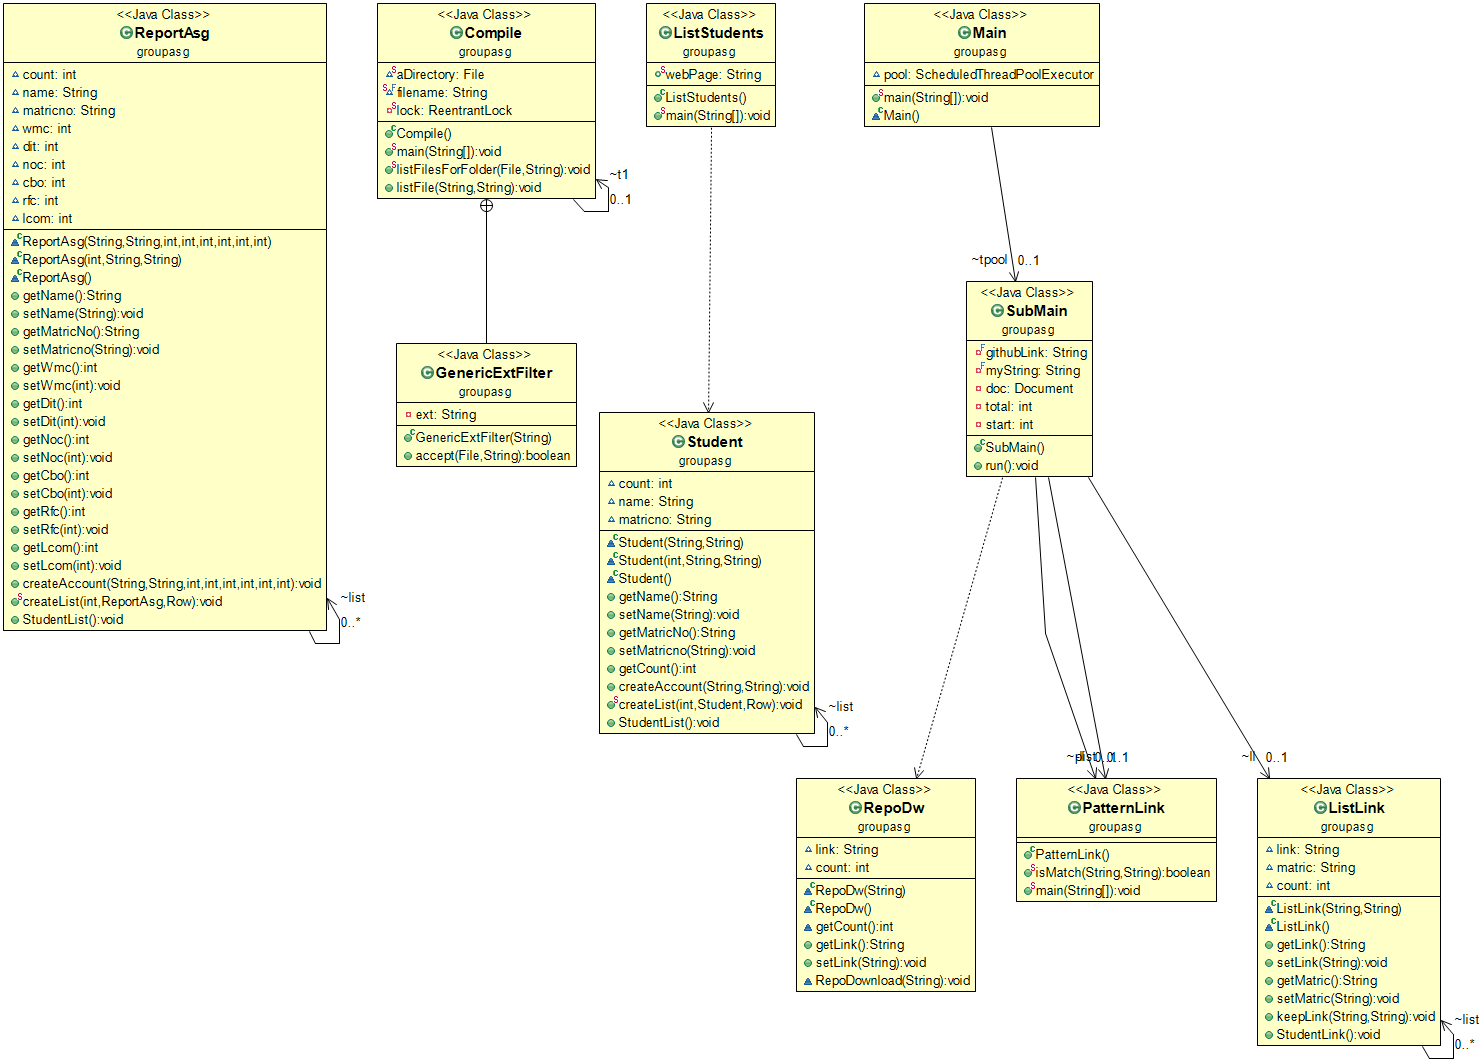 <<Java Class>>
ReportAsg
groupasg
count: int
name: String
matricno: String
wmc: int
dit: int
noc: int
cbo: int
rfc: int
lcom: int
ReportAsg(String,String,int,int,int,int,int,int)
ReportAsg(int,String,String)
ReportAsg()
getName():String
setName(String):void
getMatricNo():String
setMatricno(String):void
getWmc():int
setWmc(int):void
getDit():int
setDit(int):void
getNoc():int
setNoc(int):void
getCbo():int
setCbo(int):void
getRfc():int
setRfc(int):void
getLcom():int
setLcom(int):void
createAccount(String,String,int,int,int,int,int,int):void
createList(int,ReportAsg,Row):void
StudentList():void
~list
0..*
<<Java Class>>
Compile
groupasg
aDirectory: File
filename: String
lock: ReentrantLock
Compile()
main(String[]):void
listFilesForFolder(File,String):void
listFile(String,String):void
~t1
0..1
<<Java Class>>
GenericExtFilter
groupasg
ext: String
GenericExtFilter(String)
accept(File,String):boolean
<<Java Class>>
ListStudents
groupasg
webPage: String
ListStudents()
main(String[]):void
<<Java Class>>
Student
groupasg
count: int
name: String
matricno: String
Student(String,String)
Student(int,String,String)
Student()
getName():String
setName(String):void
getMatricNo():String
setMatricno(String):void
getCount():int
createAccount(String,String):void
createList(int,Student,Row):void
StudentList():void
~list
0..*
<<Java Class>>
Main
groupasg
pool: ScheduledThreadPoolExecutor
main(String[]):void
Main()
~tpool 0..1
<<Java Class>>
SubMain
groupasg
githubLink: String
myString: String
doc: Document
total: int
start: int
SubMain()
run():void
~ll 0..1
<<Java Class>>
RepoDw
groupasg
link: String
count: int
RepoDw(String)
RepoDw()
getCount():int
getLink():String
setLink(String):void
RepoDownload(String):void
<<Java Class>>
PatternLink
groupasg
PatternLink()
isMatch(String,String):boolean
main(String[]):void
<<Java Class>>
ListLink
groupasg
link: String
matric: String
count: int
ListLink(String,String)
ListLink()
getLink():String
setLink(String):void
getMatric():String
setMatric(String):void
keepLink(String,String):void
StudentLink():void
~list
0..*